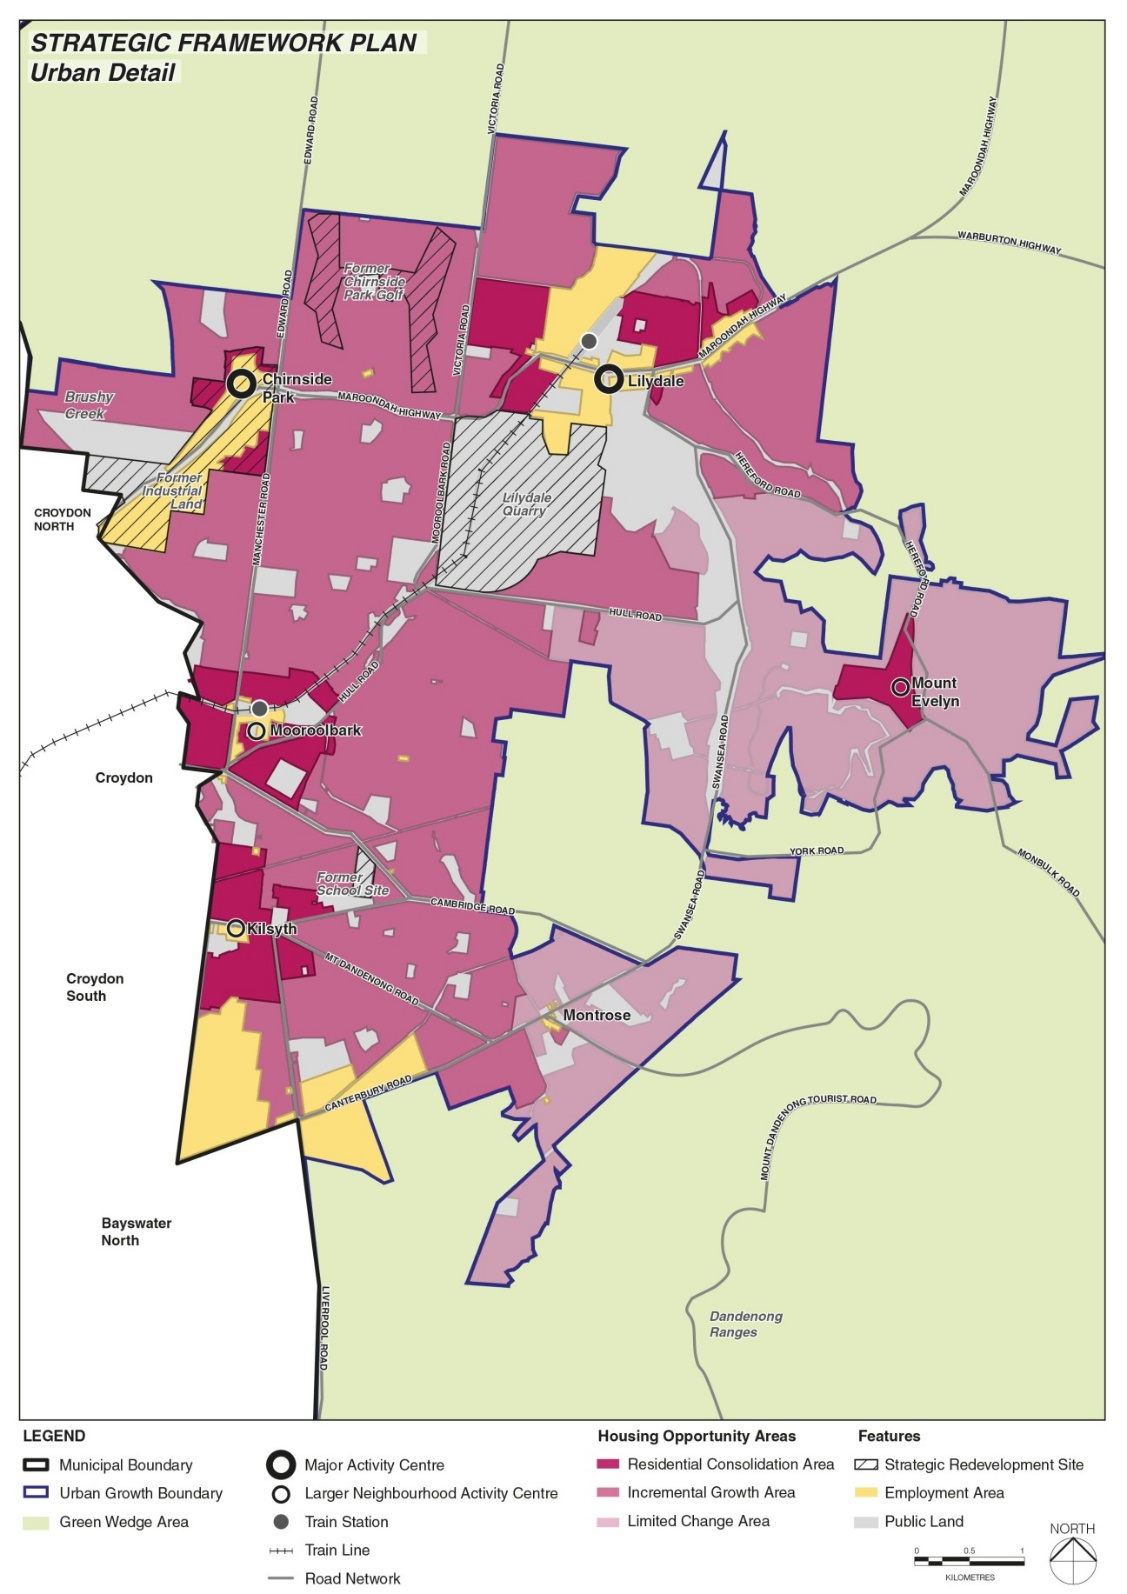 STRATEGIC FRAMEWORK PLAN
Urban Detail
EDWARD ROAD
VICTORIA ROAD
MAROONDAH HIGHWAY
WARBURTON HIGHWAY
Former
Chirnside
Park Golf
EDWARD ROAD
VICTORIA ROAD
MAROONDAH HIGHWAY
Chirnside
Park
Lilydale
Brushy
Creek
MAROONDAH HIGHWAY
MOOROOLBARK ROAD
HEREFORD ROAD
Former
Industrial
Land
Lilydale
Quarry
CROYDON
NORTH
MANCHESTER ROAD
HEREFORD ROAD
HULL ROAD
HULL ROAD
Mount
Evelyn
Mooroolbark
SWANSEA ROAD
Croydon
YORK ROAD
MONBULK ROAD
Former
School Site
CAMBRIDGE ROAD
SWANSEA ROAD
Kilsyth
MT DANDENONG ROAD
Croydon
South
Montrose
CANTERBURY ROAD
MOUNT DANDENONG TOURIST ROAD
Bayswater
North
LIVERPOOL ROAD
Dandenong
Ranges
LEGEND
Municipal Boundary
Urban Growth Boundary
Green Wedge Area
Major Activity Centre
Larger Neighbourhood Activity Centre
Train Station
Train Line
Road Network
Housing Opportunity Areas
Residential Consolidation Area
Incremental Growth Area
Limited Change Area
Features
Strategic Redevelopment Site
Employment Area
Public Land
0 0.5 1
KILOMETRES
NORTH